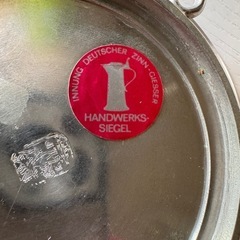 INNUNG DEUTSCHER ZINN-GIESSER
HANDWERKS-
SIEGEL